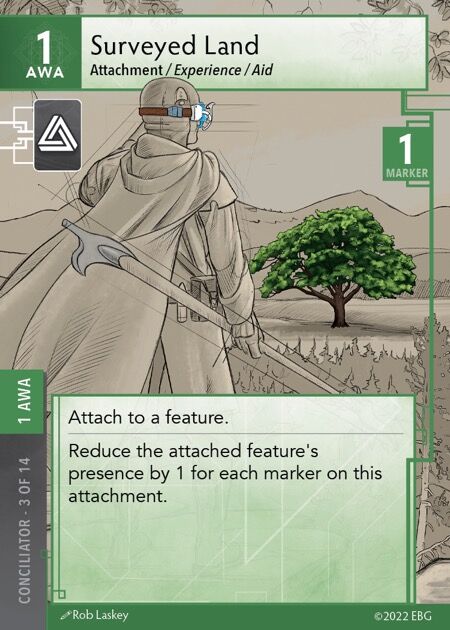 1
AWA
Surveyed Land
Attachment / Experience / Aid
1
MARKER
1 AWA
CONCILIATOR - 3 OF 14
Attach to a feature.
Reduce the attached feature's
presence by 1 for each marker on this
attachment.
Rob Laskey
©2022 EBG